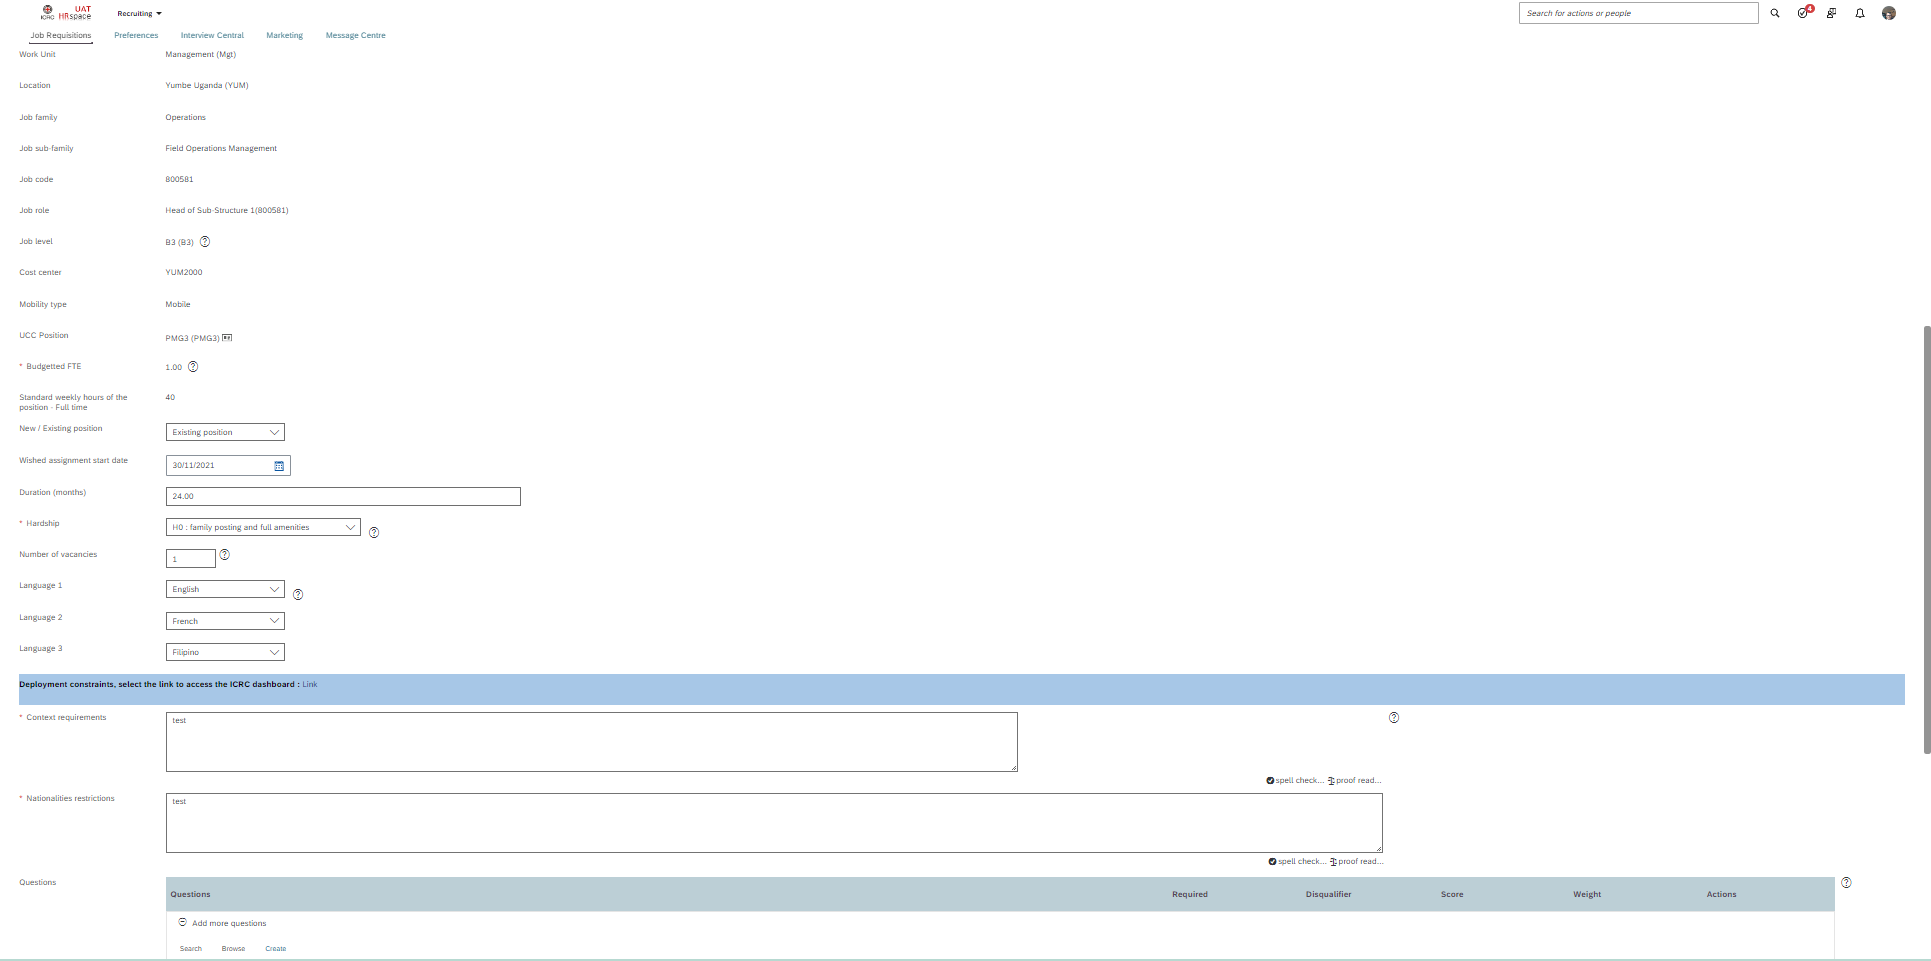 ICRC UAT HRspace Recruiting Search for actions or people 4
Job Requisitions Preferences Interview Central Marketing Message Centre
Work Unit Management (Mgt)
Location Yumbe Uganda (YUM)
Job family Operations
Job sub-family Field Operations Management
Job code 800581
Job role Head of Sub-Structure 1(800581)
Job level B3 (B3)
Cost center YUM2000
Mobility type Mobile
UCC Position PMG3 (PMG3)
* Budgetted FTE 1.00
Standard weekly hours of the position - Full time 40
New / Existing position Existing position
Wished assignment start date 30/11/2021
Duration (months) 24.00
* Hardship H0 : family posting and full amenities
Number of vacancies 1
Language 1 English
Language 2 French
Language 3 Filipino
Deployment constraints, select the link to access the ICRC dashboard : Link
* Context requirements test
spell check... proof read...
* Nationalities restrictions test
spell check... proof read...
Questions
Questions Required Disqualifier Score Weight Actions
Add more questions
Search Browse Create